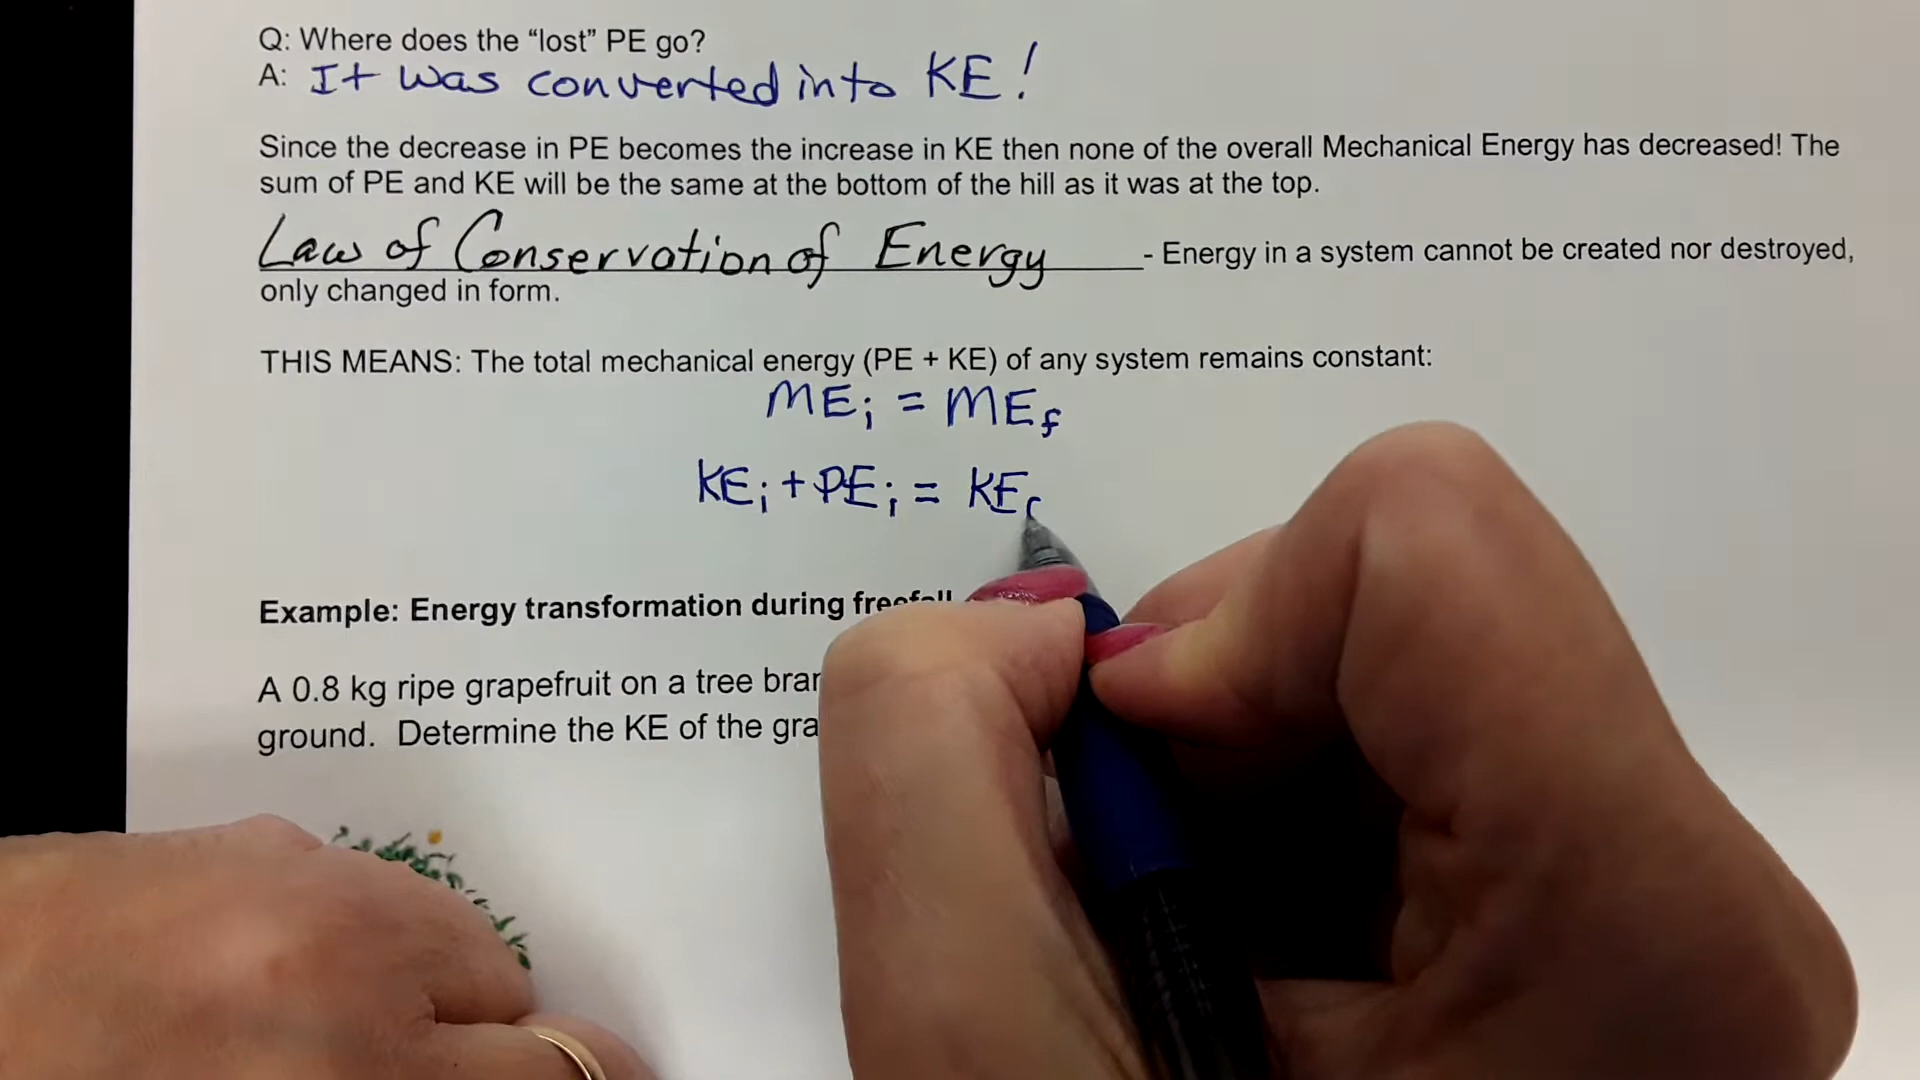 Q: Where does the “lost” PE go?
A: It was converted into KE!
Since the decrease in PE becomes the increase in KE then none of the overall Mechanical Energy has decreased! The
sum of PE and KE will be the same at the bottom of the hill as it was at the top.
Law of Conservation of Energy - Energy in a system cannot be created nor destroyed,
only changed in form.
THIS MEANS: The total mechanical energy (PE + KE) of any system remains constant:
MEi = MEf
KEi + PEi = KE
Example: Energy transformation during freefall
A 0.8 kg ripe grapefruit on a tree
ground. Determine the KE of the